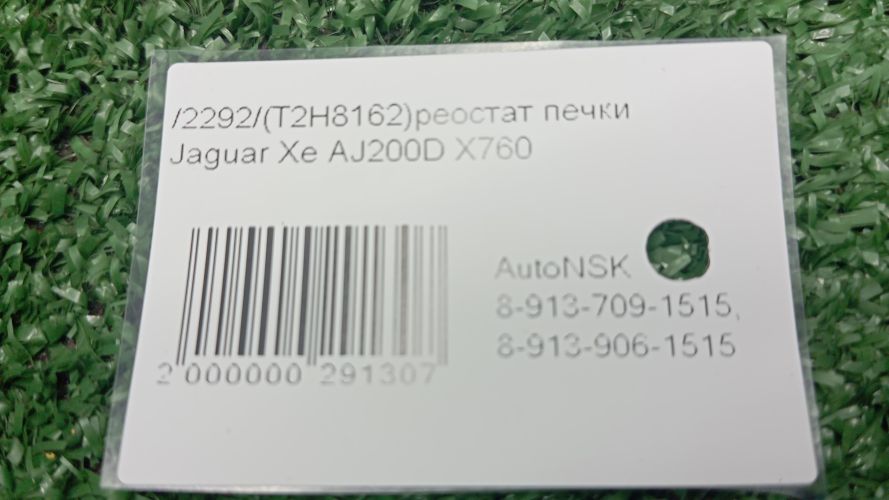 /2292/(T2H8162)реостат печки
Jaguar Xe AJ200D X760
AutoNSK
8-913-709-1515,
8-913-906-1515
2 000000 291307